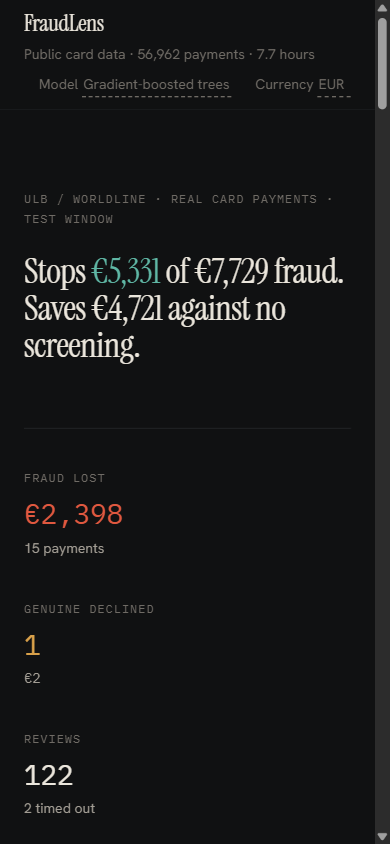 FraudLens
Public card data · 56,962 payments · 7.7 hours
Model Gradient-boosted trees Currency EUR
ULB / WORLDLINE · REAL CARD PAYMENTS ·
TEST WINDOW
Stops €5,331 of €7,729 fraud.
Saves €4,721 against no
screening.
FRAUD LOST
€2,398
15 payments
GENUINE DECLINED
1
€2
REVIEWS
122
2 timed out